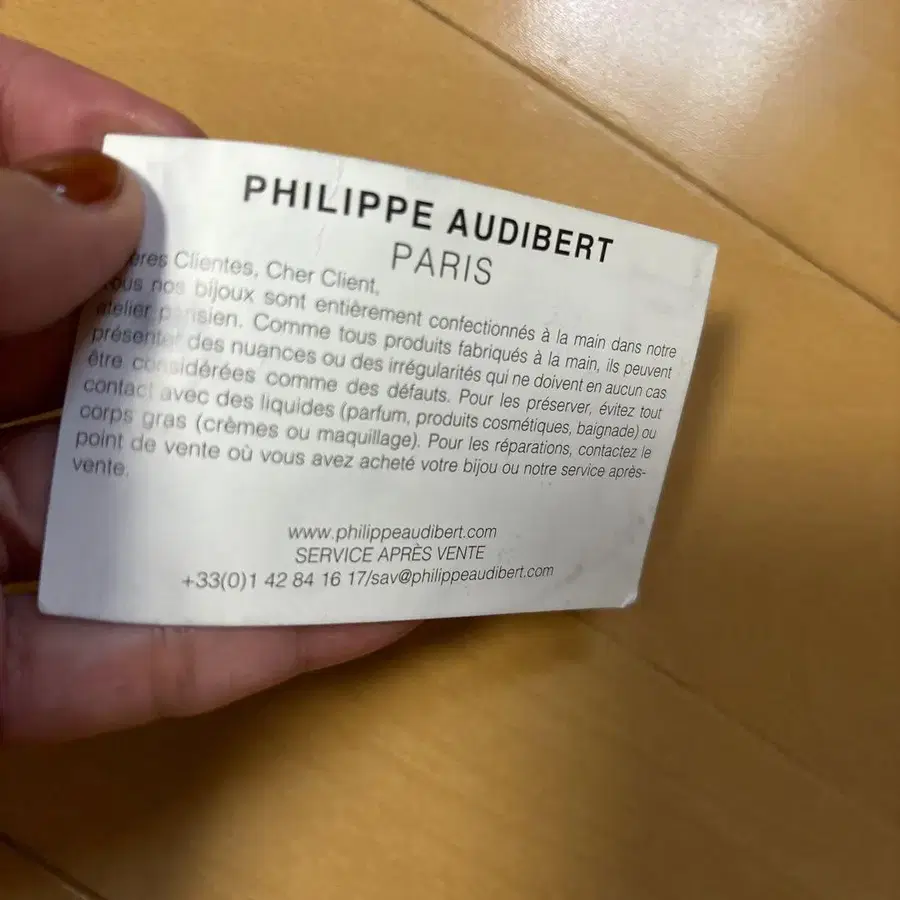 PHILIPPE AUDIBERT
PARIS
ères Clientes, Cher Client,
ous nos bijoux sont entièrement confectionnés à la main dans notre
atelier parisien. Comme tous produits fabriqués à la main, ils peuvent
présenter des nuances ou des irrégularités qui ne doivent en aucun cas
être considérées comme des défauts. Pour les préserver, évitez tout
contact avec des liquides (parfum, produits cosmétiques, baignade) ou
corps gras (crèmes ou maquillage). Pour les réparations, contactez le
point de vente où vous avez acheté votre bijou ou notre service après-
vente.
www.philippeaudibert.com
SERVICE APRÈS VENTE
+33(0)1 42 84 16 17/sav@philippeaudibert.com